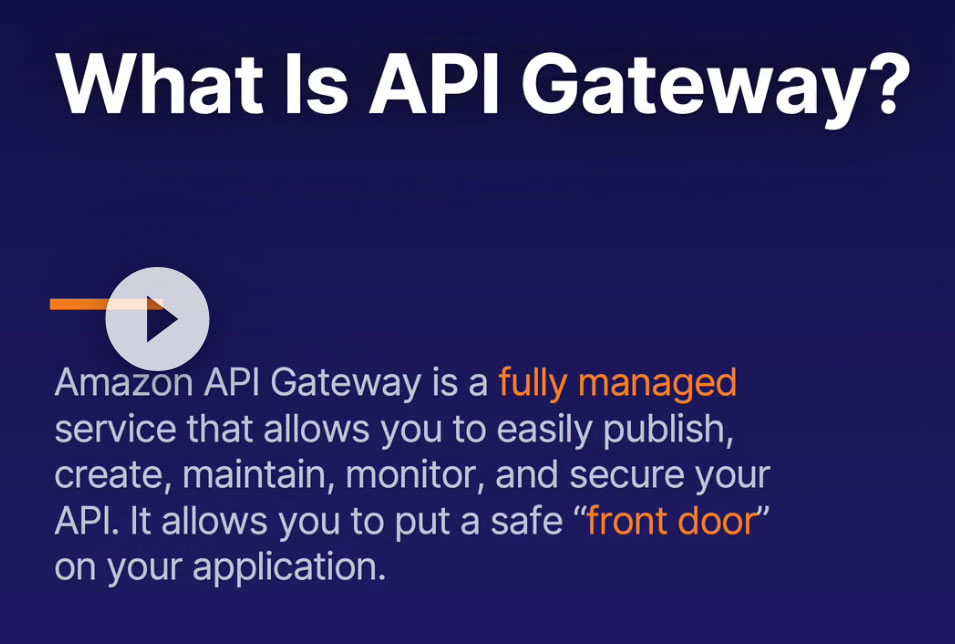 What Is API Gateway?
Amazon API Gateway is a fully managed
service that allows you to easily publish,
create, maintain, monitor, and secure your
API. It allows you to put a safe “front door”
on your application.